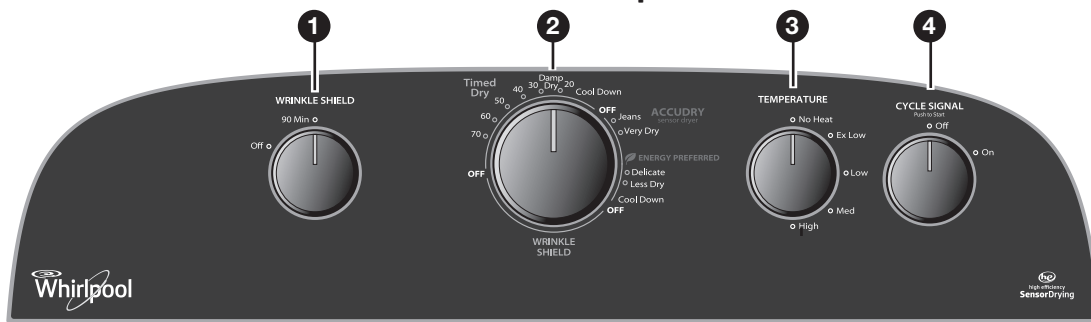 1
2
3
4
WRINKLE SHIELD
90 Min
Off
Timed
Dry
70
60
50
40
30
Damp
Dry
20
Cool Down
OFF
Jeans
Very Dry
ACCUDRY
sensor dryer
ENERGY PREFERRED
Delicate
Less Dry
Cool Down
OFF
WRINKLE
SHIELD
OFF
TEMPERATURE
No Heat
Ex Low
Low
Med
High
CYCLE SIGNAL
Push to Start
Off
On
Whirlpool
he
high efficiency
SensorDrying